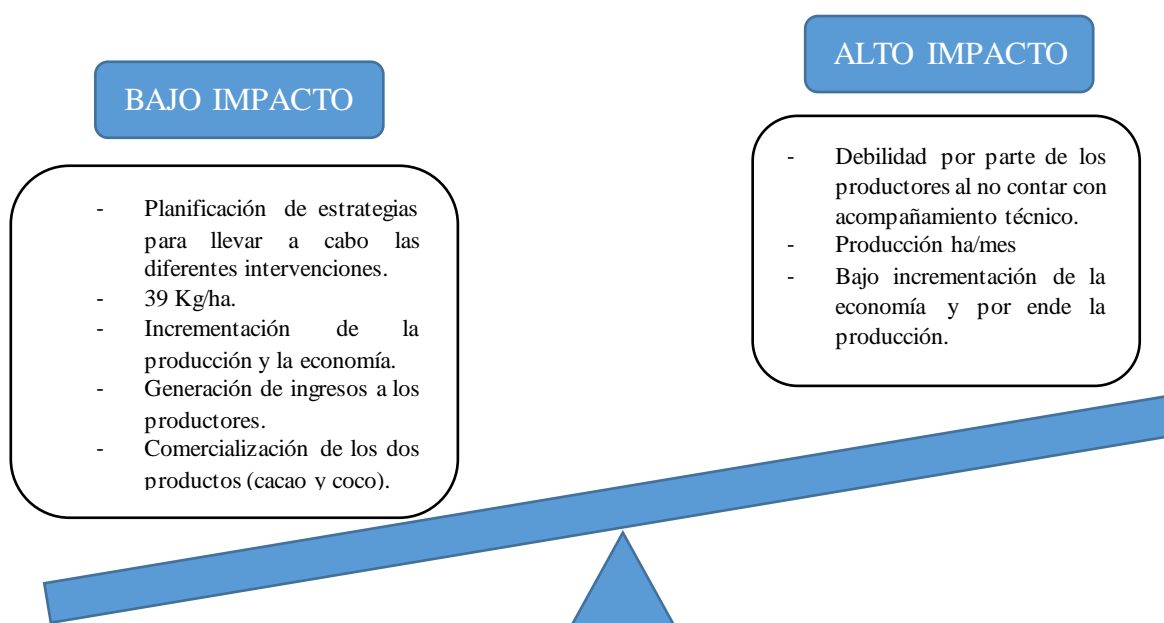 BAJO IMPACTO
- Planificación de estrategias
para llevar a cabo las
diferentes intervenciones.
- 39 Kg/ha.
- Incrementación de la
producción y la economía.
- Generación de ingresos a los
productores.
- Comercialización de los dos
productos (cacao y coco).
ALTO IMPACTO
- Debilidad por parte de los
productores al no contar con
acompañamiento técnico.
- Producción ha/mes
- Bajo incrementación de la
economía y por ende la
producción.